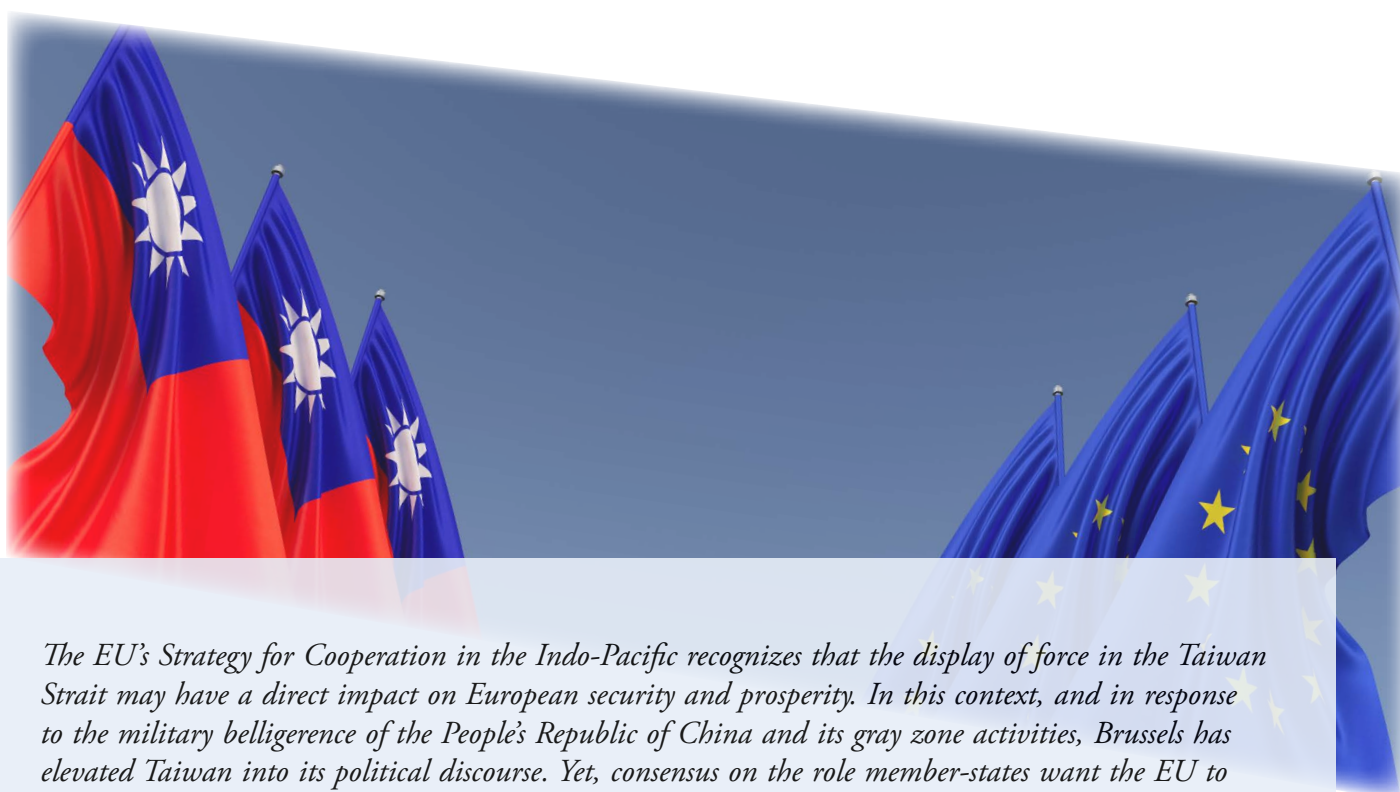 The EU’s Strategy for Cooperation in the Indo-Pacific recognizes that the display of force in the Taiwan
Strait may have a direct impact on European security and prosperity. In this context, and in response
to the military belligerence of the People’s Republic of China and its gray zone activities, Brussels has
elevated Taiwan into its political discourse. Yet, consensus on the role member-states want the EU to